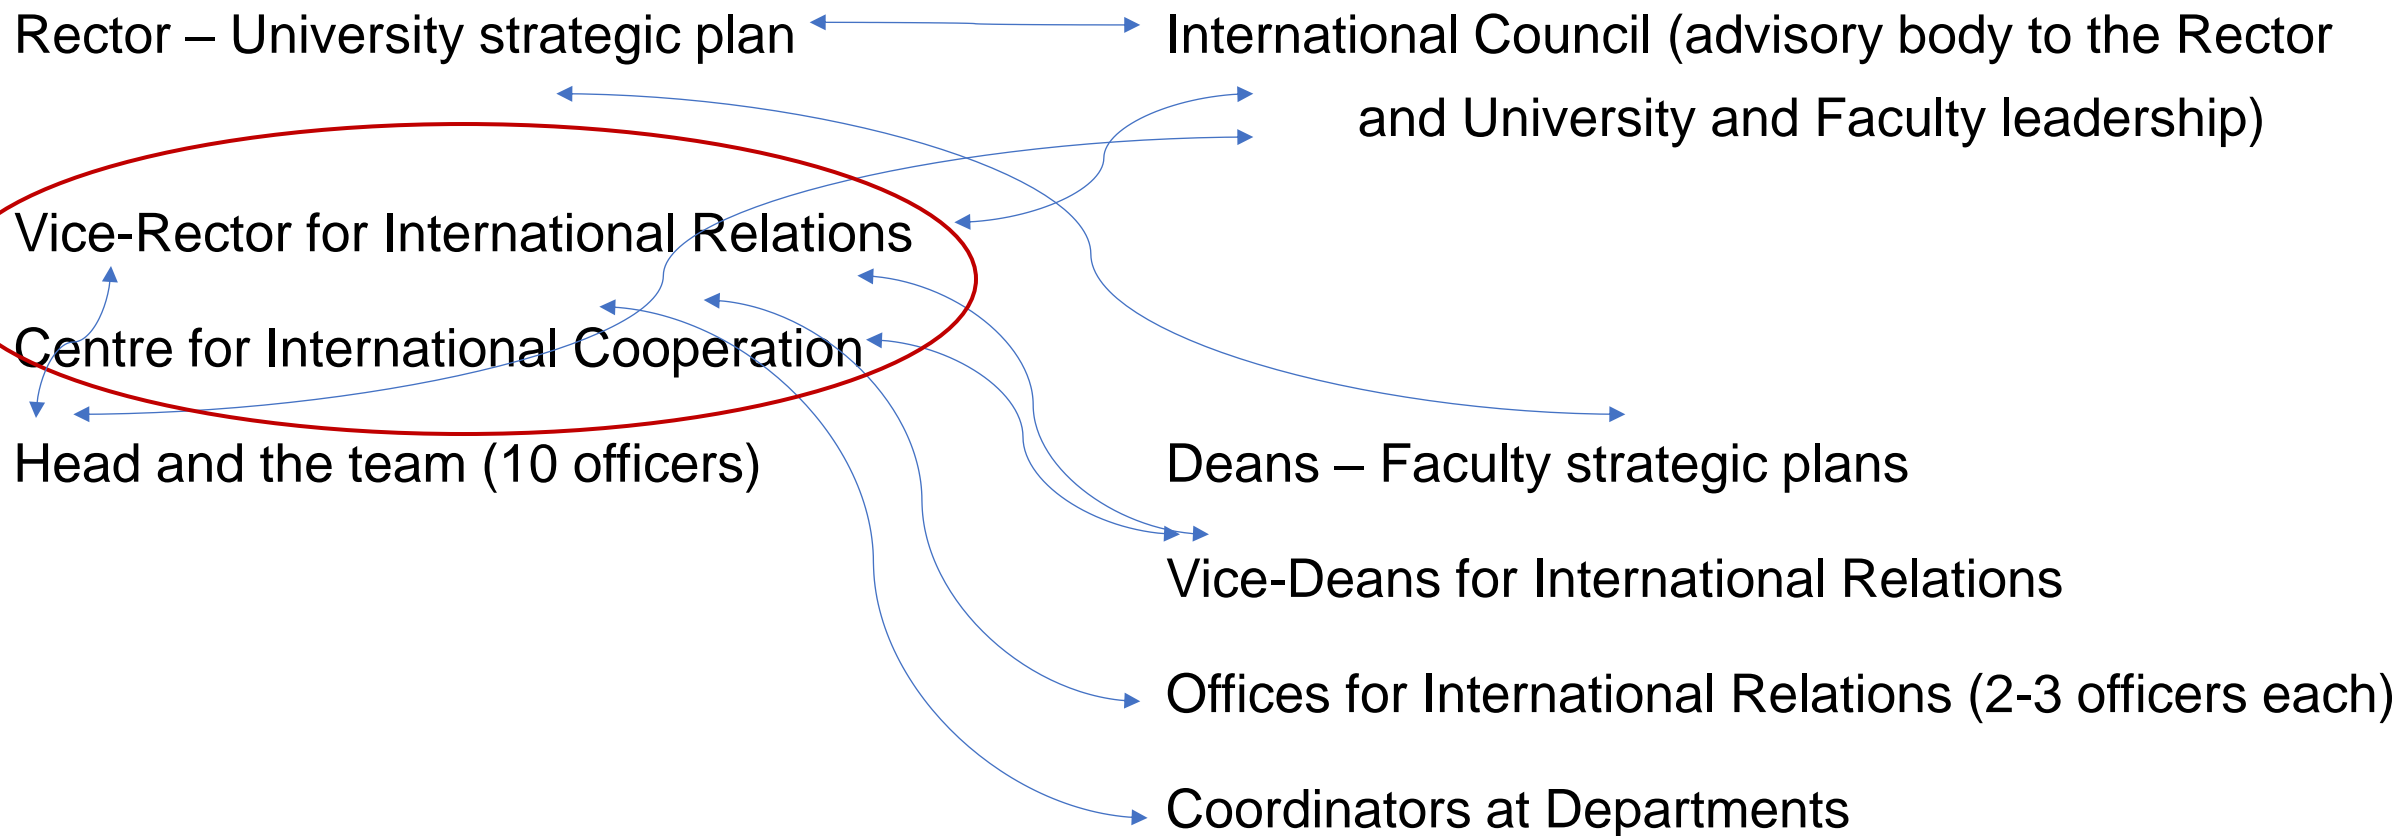 Rector – University strategic plan
International Council (advisory body to the Rector
and University and Faculty leadership)
Vice-Rector for International Relations
Centre for International Cooperation
Head and the team (10 officers)
Deans – Faculty strategic plans
Vice-Deans for International Relations
Offices for International Relations (2-3 officers each)
Coordinators at Departments